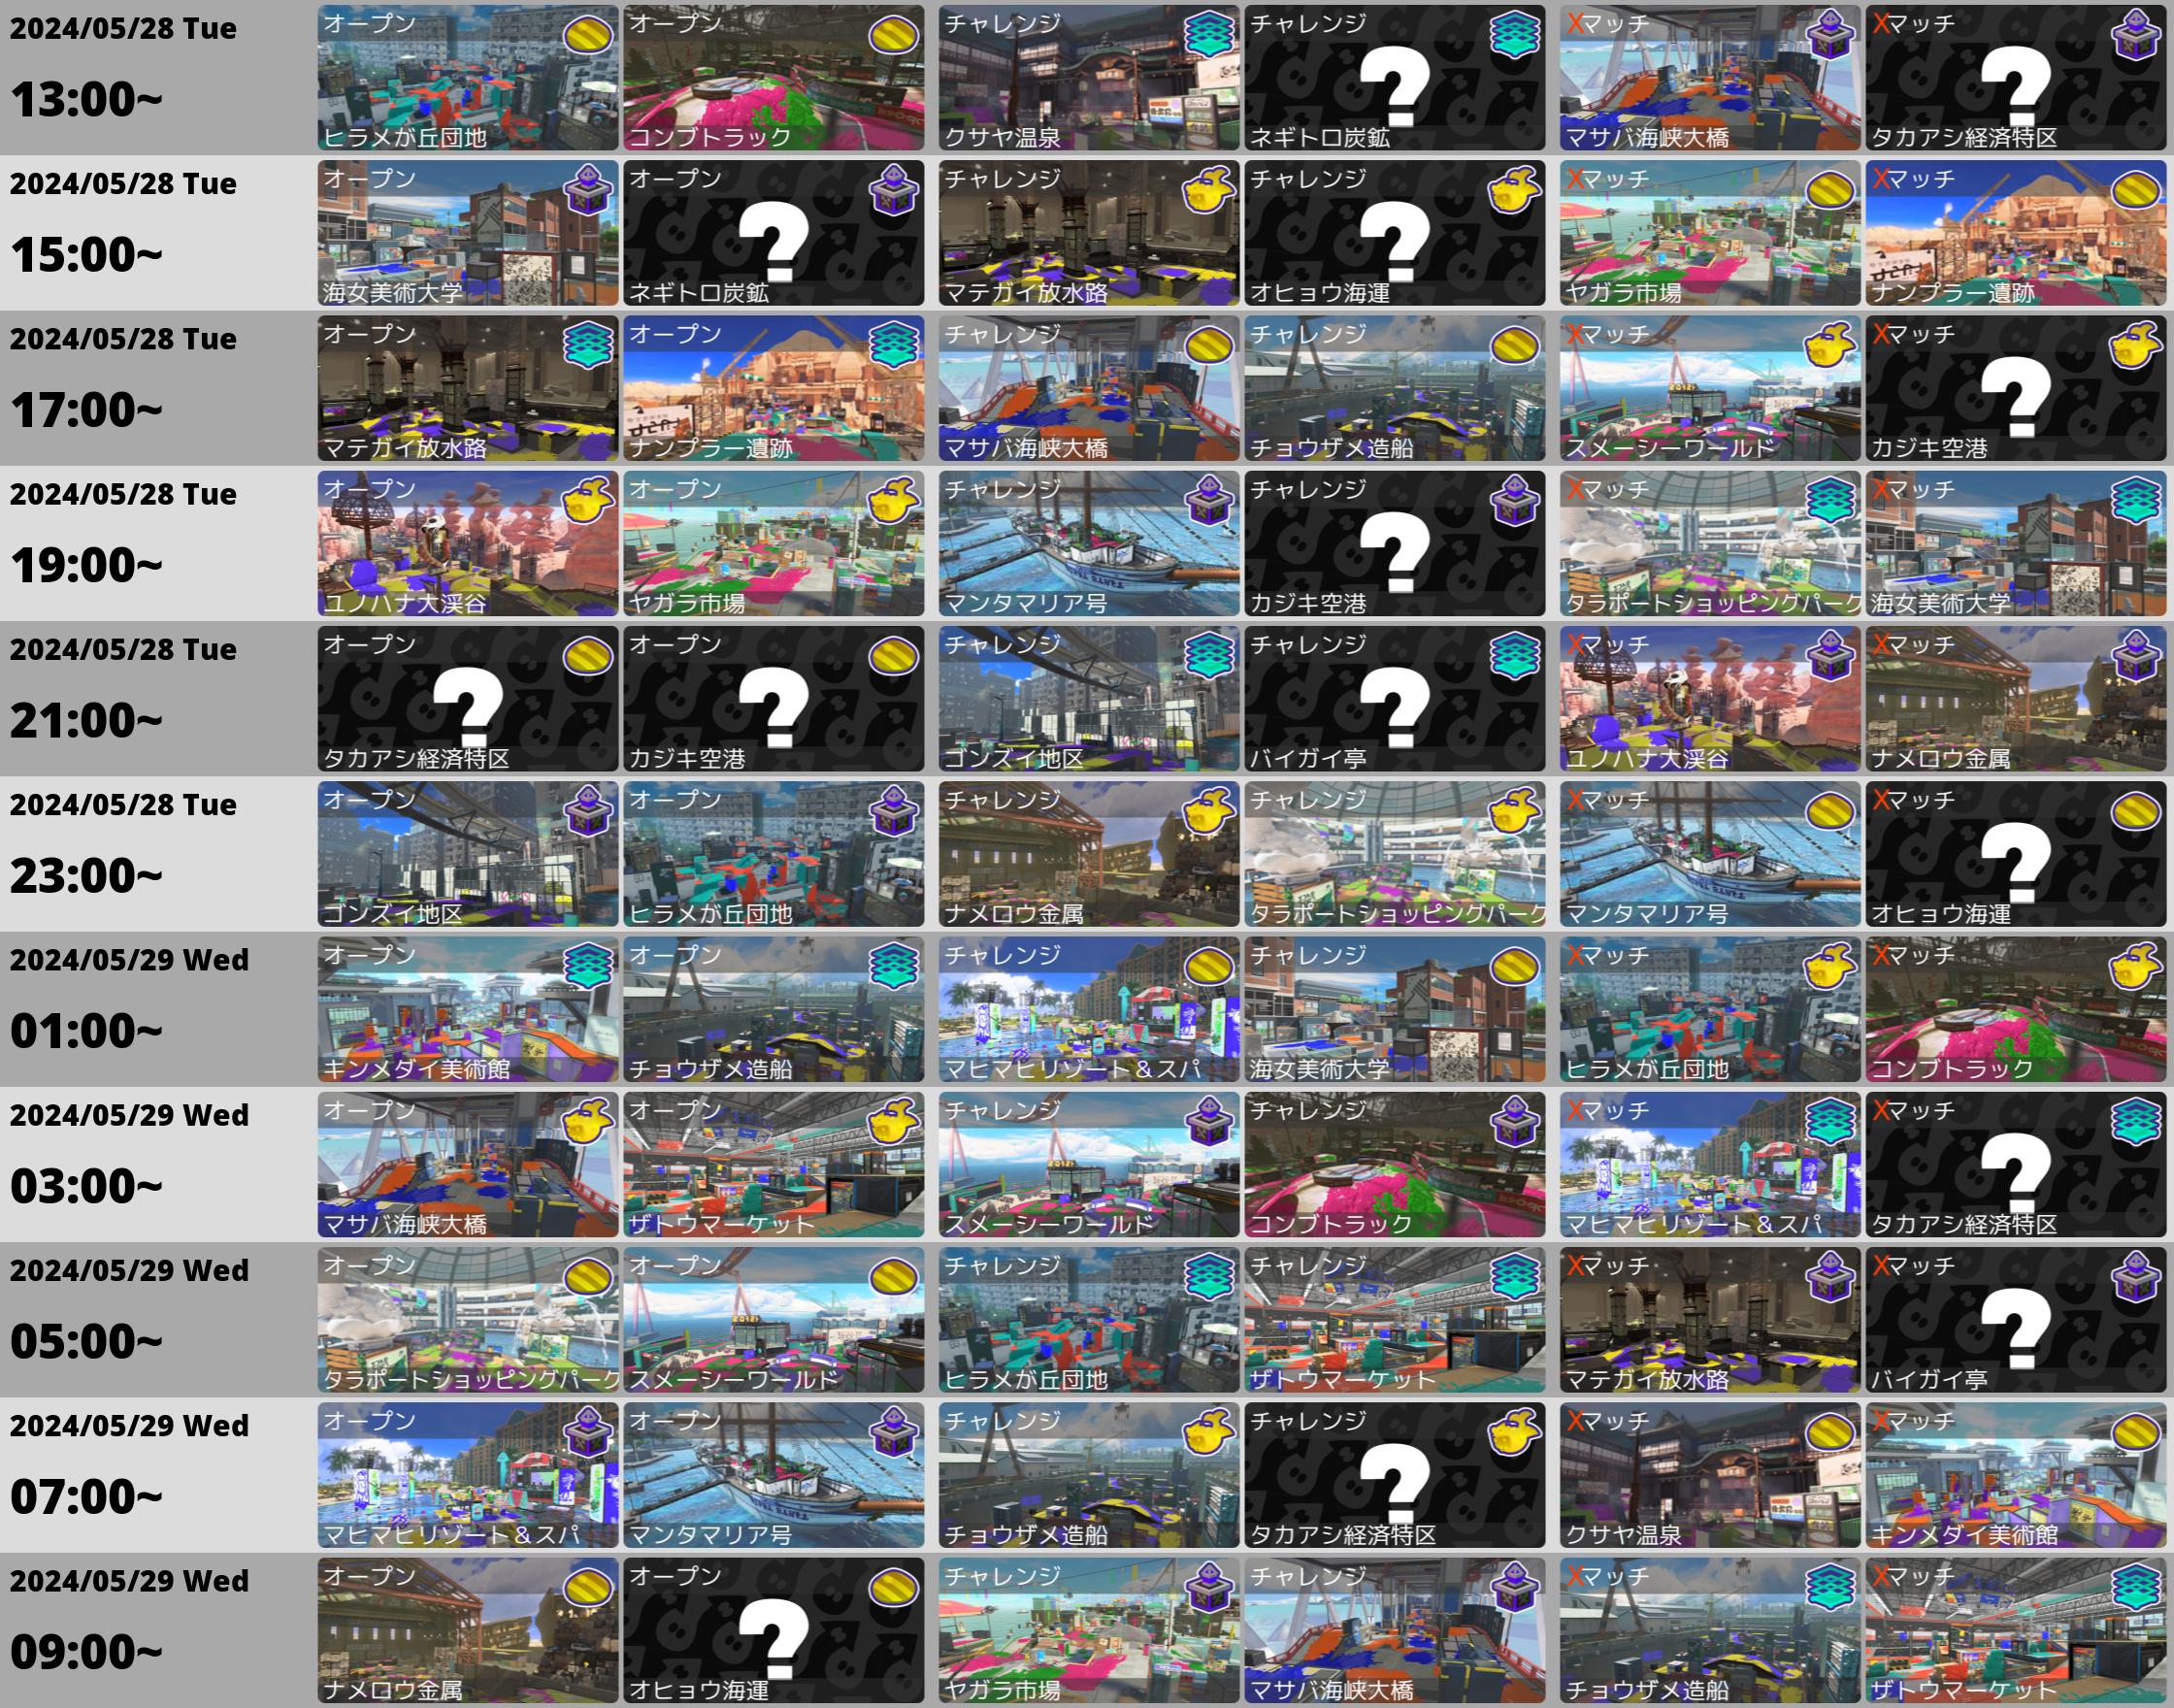 2024/05/28 Tue
13:00~
オープン オープン チャレンジ チャレンジ Xマッチ Xマッチ
ヒラメが丘団地 コンブトラック クサヤ温泉 ネギトロ炭鉱 マサバ海峡大橋 タカアシ経済特区
2024/05/28 Tue
15:00~
オープン オープン チャレンジ チャレンジ Xマッチ Xマッチ
海女美術大学 ネギトロ炭鉱 マテガイ放水路 オヒョウ海運 ヤガラ市場 ナンプラー遺跡
2024/05/28 Tue
17:00~
オープン オープン チャレンジ チャレンジ Xマッチ Xマッチ
マテガイ放水路 ナンプラー遺跡 マサバ海峡大橋 チョウザメ造船 スメーシーワールド カジキ空港
2024/05/28 Tue
19:00~
オープン オープン チャレンジ チャレンジ Xマッチ Xマッチ
ユノハナ大渓谷 ヤガラ市場 マンタマリア号 カジキ空港 タラポートショッピングパーク 海女美術大学
2024/05/28 Tue
21:00~
オープン オープン チャレンジ チャレンジ Xマッチ Xマッチ
タカアシ経済特区 カジキ空港 ゴンズイ地区 バイガイ亭 ユノハナ大渓谷 ナメロウ金属
2024/05/28 Tue
23:00~
オープン オープン チャレンジ チャレンジ Xマッチ Xマッチ
ゴンズイ地区 ヒラメが丘団地 ナメロウ金属 タラポートショッピングパーク マンタマリア号 オヒョウ海運
2024/05/29 Wed
01:00~
オープン オープン チャレンジ チャレンジ Xマッチ Xマッチ
キンメダイ美術館 チョウザメ造船 マヒマヒリゾート＆スパ 海女美術大学 ヒラメが丘団地 コンブトラック
2024/05/29 Wed
03:00~
オープン オープン チャレンジ チャレンジ Xマッチ Xマッチ
マサバ海峡大橋 ザトウマーケット スメーシーワールド コンブトラック マヒマヒリゾート＆スパ タカアシ経済特区
2024/05/29 Wed
05:00~
オープン オープン チャレンジ チャレンジ Xマッチ Xマッチ
タラポートショッピングパーク スメーシーワールド ヒラメが丘団地 ザトウマーケット マテガイ放水路 バイガイ亭
2024/05/29 Wed
07:00~
オープン オープン チャレンジ チャレンジ Xマッチ Xマッチ
マヒマヒリゾート＆スパ マンタマリア号 チョウザメ造船 タカアシ経済特区 クサヤ温泉 キンメダイ美術館
2024/05/29 Wed
09:00~
オープン オープン チャレンジ チャレンジ Xマッチ Xマッチ
ナメロウ金属 オヒョウ海運 ヤガラ市場 マサバ海峡大橋 チョウザメ造船 ザトウマーケット